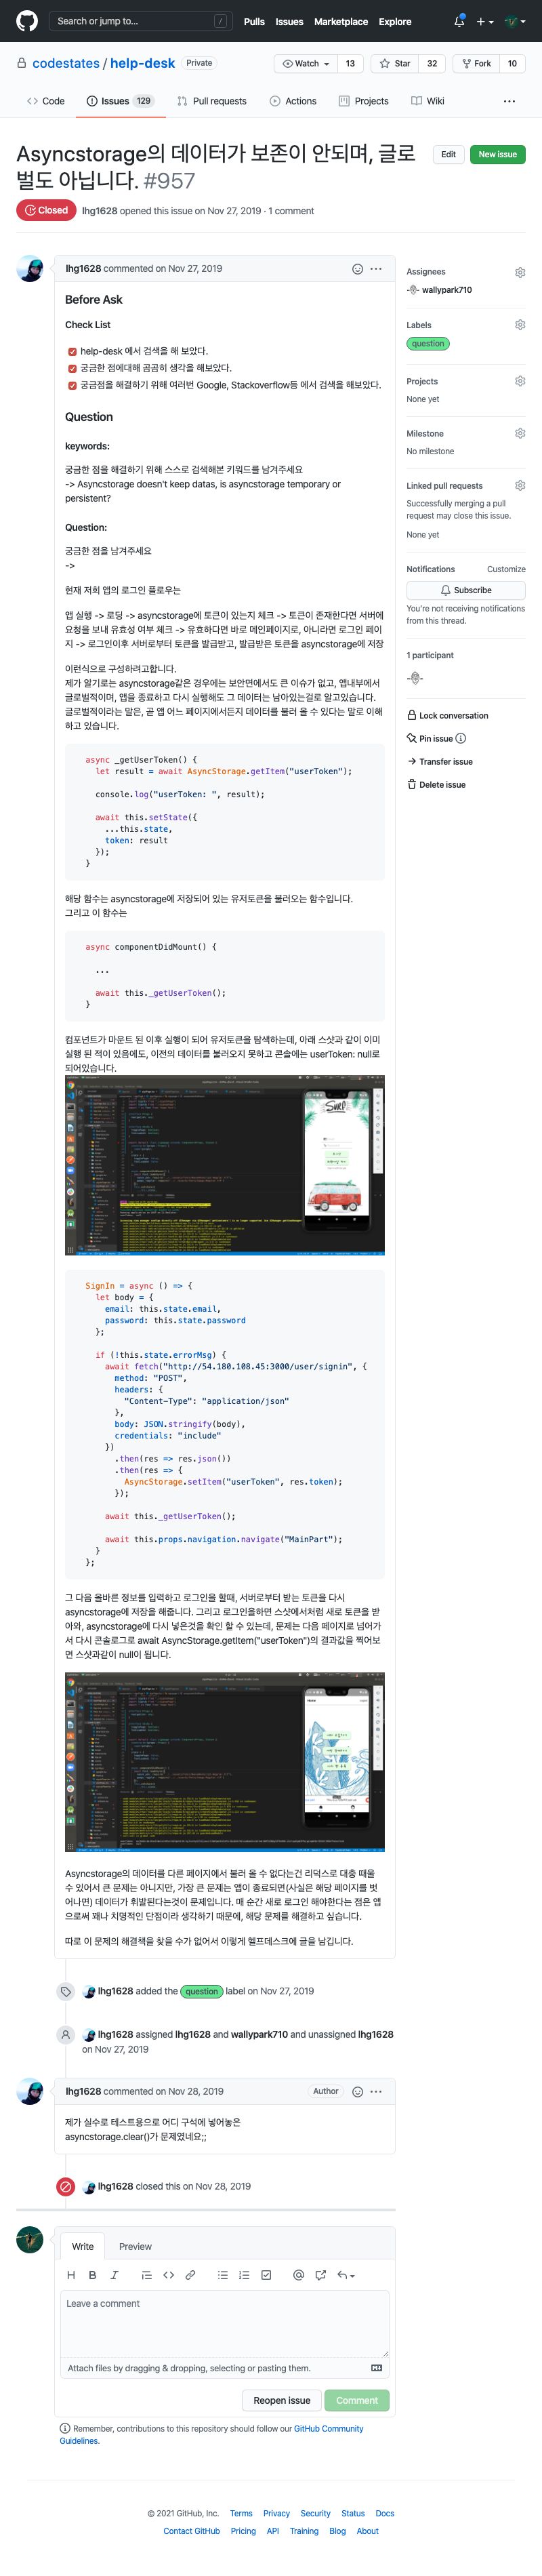 Search or jump to... /
Pulls Issues Marketplace Explore
codestates / help-desk Private
Watch 13 Star 32 Fork 10
Code Issues 129 Pull requests Actions Projects Wiki
Asyncstorage의 데이터가 보존이 안되며, 글로
벌도 아닙니다. #957
Edit New issue
Closed lhg1628 opened this issue on Nov 27, 2019 · 1 comment
lhg1628 commented on Nov 27, 2019
Before Ask
Check List
help-desk 에서 검색을 해 보았다.
궁금한 점에대해 곰곰히 생각을 해보았다.
궁금점을 해결하기 위해 여러번 Google, Stackoverflow등 에서 검색을 해보았다.
Question
keywords:
궁금한 점을 해결하기 위해 스스로 검색해본 키워드를 남겨주세요
-> Asyncstorage doesn't keep datas, is asyncstorage temporary or
persistent?
Question:
궁금한 점을 남겨주세요
->
현재 저희 앱의 로그인 플로우는
앱 실행 -> 로딩 -> asyncstorage에 토큰이 있는지 체크 -> 토큰이 존재한다면 서버에
요청을 보내 유효성 여부 체크 -> 유효하다면 바로 메인페이지로, 아니라면 로그인 페이
지 -> 로그인이후 서버로부터 토큰을 발급받고, 발급받은 토큰을 asyncstorage에 저장
이런식으로 구성하려고합니다.
제가 알기로는 asyncstorage같은 경우에는 보안면에서도 큰 이슈가 없고, 앱내부에서
글로벌적이며, 앱을 종료하고 다시 실행해도 그 데이터는 남아있는걸로 알고있습니다.
글로벌적이라는 말은, 곧 앱 어느 페이지에서든지 데이터를 불러 올 수 있다는 말로 이해
하고 있습니다.
async _getUserToken() {
let result = await AsyncStorage.getItem("userToken");
console.log("userToken: ", result);
await this.setState({
...this.state,
token: result
});
}
해당 함수는 asyncstorage에 저장되어 있는 유저토큰를 불러오는 함수입니다.
그리고 이 함수는
async componentDidMount() {
...
await this._getUserToken();
}
컴포넌트가 마운트 된 이후 실행이 되어 유저토큰을 탐색하는데, 아래 스샷과 같이 이미
실행 된 적이 있음에도, 이전의 데이터를 불러오지 못하고 콘솔에는 userToken: null로
되어있습니다.
SignIn = async () => {
let body = {
email: this.state.email,
password: this.state.password
};
if (!this.state.errorMsg) {
await fetch("http://54.180.108.45:3000/user/signin", {
method: "POST",
headers: {
"Content-Type": "application/json"
},
body: JSON.stringify(body),
credentials: "include"
})
.then(res => res.json())
.then(res => {
AsyncStorage.setItem("userToken", res.token);
});
await this._getUserToken();
await this.props.navigation.navigate("MainPart");
}
};
그 다음 올바른 정보를 입력하고 로그인을 할때, 서버로부터 받는 토큰을 다시
asyncstorage에 저장을 해줍니다. 그리고 로그인을하면 스샷에서처럼 새로 토큰을 받
아와, asyncstorage에 다시 넣은것을 확인 할 수 있는데, 문제는 다음 페이지로 넘어가
서 다시 콘솔로그로 await AsyncStorage.getItem("userToken")의 결과값을 찍어보
면 스샷과같이 null이 됩니다.
Asyncstorage의 데이터를 다른 페이지에서 불러 올 수 없다는건 리덕스로 대충 때울
수 있어서 큰 문제는 아니지만, 가장 큰 문제는 앱이 종료되면(사실은 해당 페이지를 벗
어나면) 데이터가 휘발된다는것이 문제입니다. 매 순간 새로 로그인 해야한다는 점은 앱
으로써 꽤나 치명적인 단점이라 생각하기 때문에, 해당 문제를 해결하고 싶습니다.
따로 이 문제의 해결책을 찾을 수가 없어서 이렇게 헬프데스크에 글을 남깁니다.
lhg1628 added the question label on Nov 27, 2019
lhg1628 assigned lhg1628 and wallypark710 and unassigned lhg1628
on Nov 27, 2019
lhg1628 commented on Nov 28, 2019 Author
제가 실수로 테스트용으로 어디 구석에 넣어놓은
asyncstorage.clear()가 문제였네요;;
lhg1628 closed this on Nov 28, 2019
Write Preview
Leave a comment
Attach files by dragging & dropping, selecting or pasting them.
Reopen issue Comment
Remember, contributions to this repository should follow our GitHub Community
Guidelines.
Assignees
wallypark710
Labels
question
Projects
None yet
Milestone
No milestone
Linked pull requests
Successfully merging a pull
request may close this issue.
None yet
Notifications Customize
Subscribe
You're not receiving notifications
from this thread.
1 participant
Lock conversation
Pin issue
Transfer issue
Delete issue
© 2021 GitHub, Inc. Terms Privacy Security Status Docs
Contact GitHub Pricing API Training Blog About